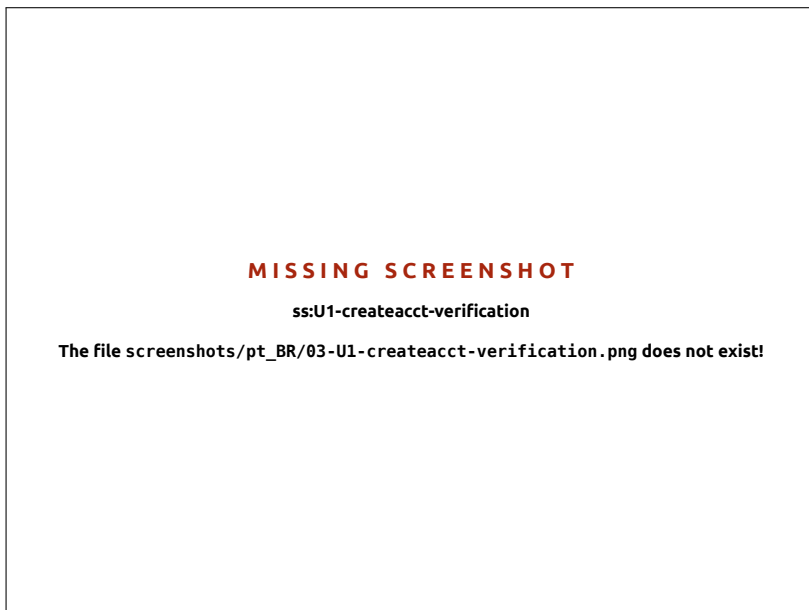 MISSING SCREENSHOT
ss:U1-createacct-verification
The file screenshots/pt_BR/03-U1-createacct-verification.png does not exist!